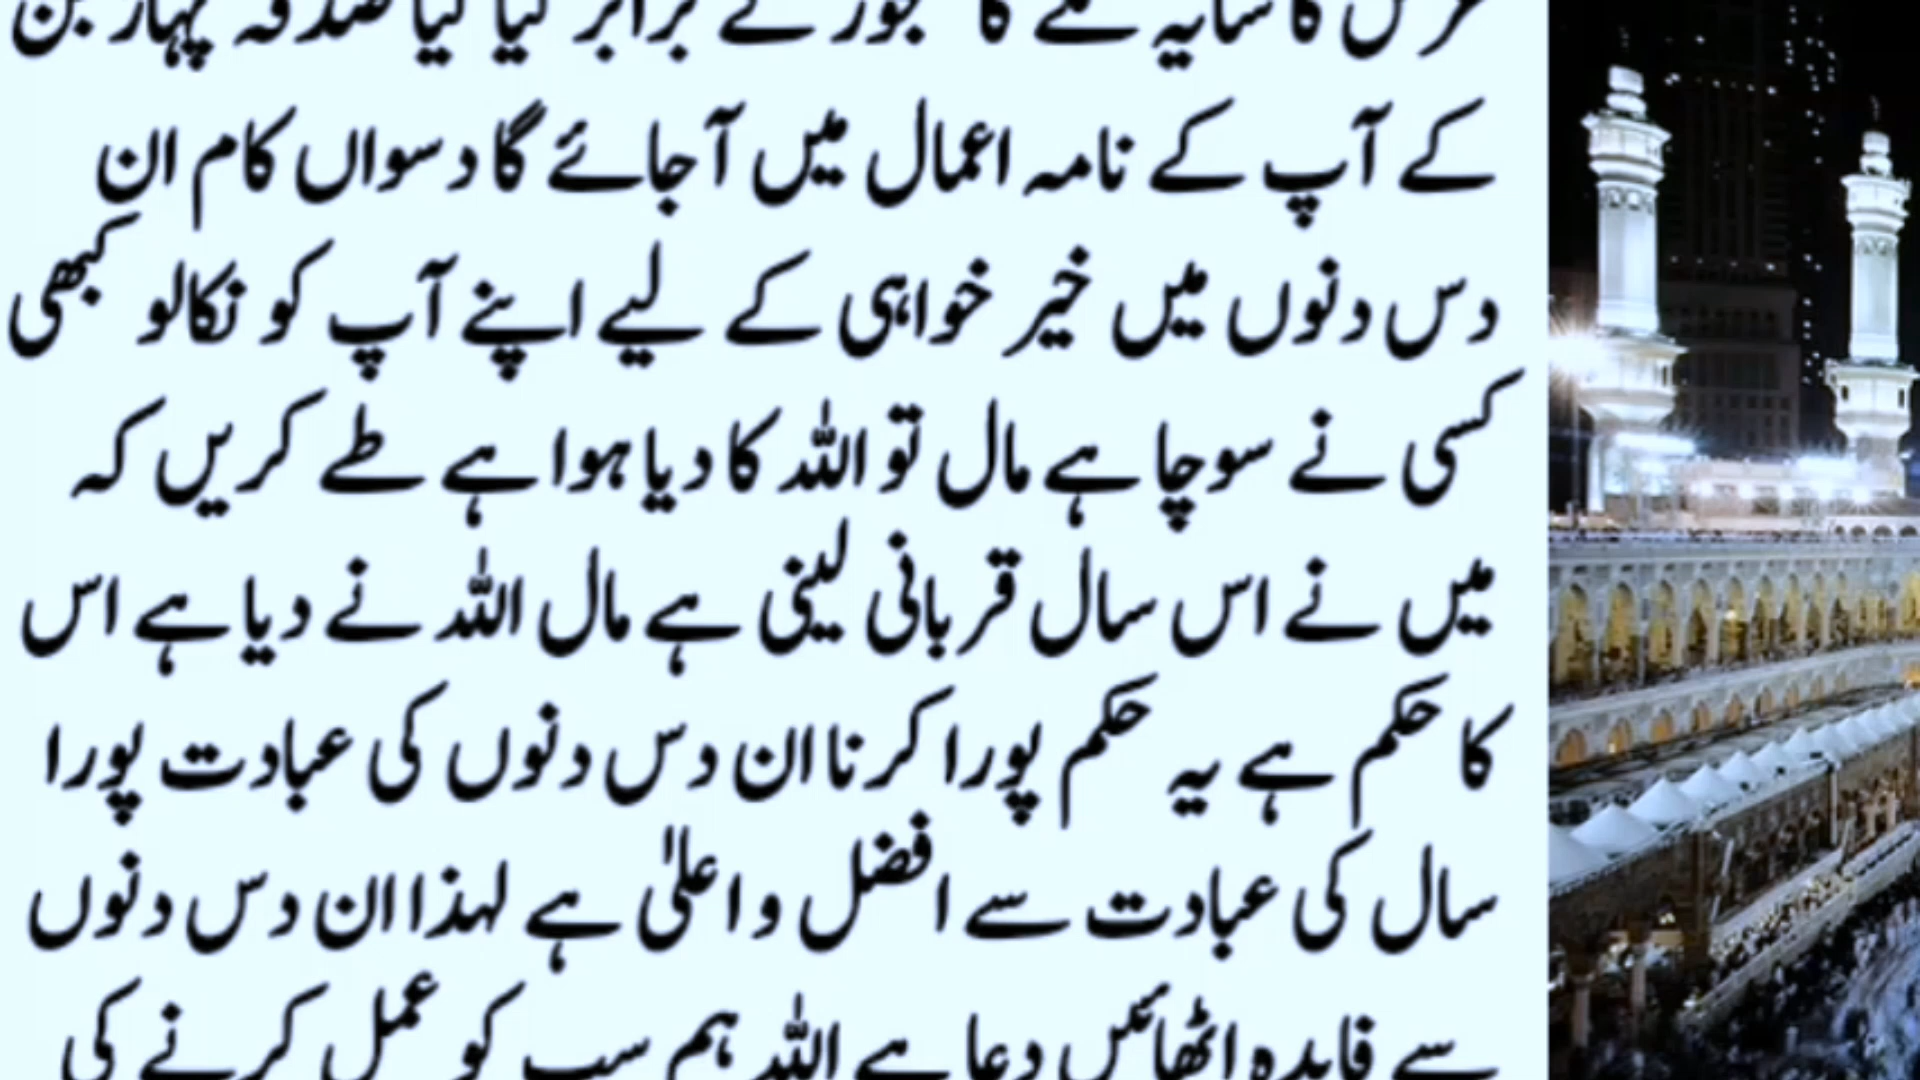 عرش کا سایہ ملے گا کھجور کے برابر کیا گیا صدقہ پہاڑ بن
کے آپ کے نامہ اعمال میں آ جائے گا دسواں کام ان
دس دنوں میں خیر خواہی کے لیے اپنے آپ کو نکالو کبھی
کسی نے سوچا ہے مال تو اللہ کا دیا ہوا ہے طے کریں کہ
میں نے اس سال قربانی لینی ہے مال اللہ نے دیا ہے اس
کا حکم ہے یہ حکم پورا کرنا ان دس دنوں کی عبادت پورا
سال کی عبادت سے افضل و اعلیٰ ہے لہذا ان دس دنوں
سے فایدہ اٹھائیں دعا ہے اللہ ہم سب کو عمل کرنے کی